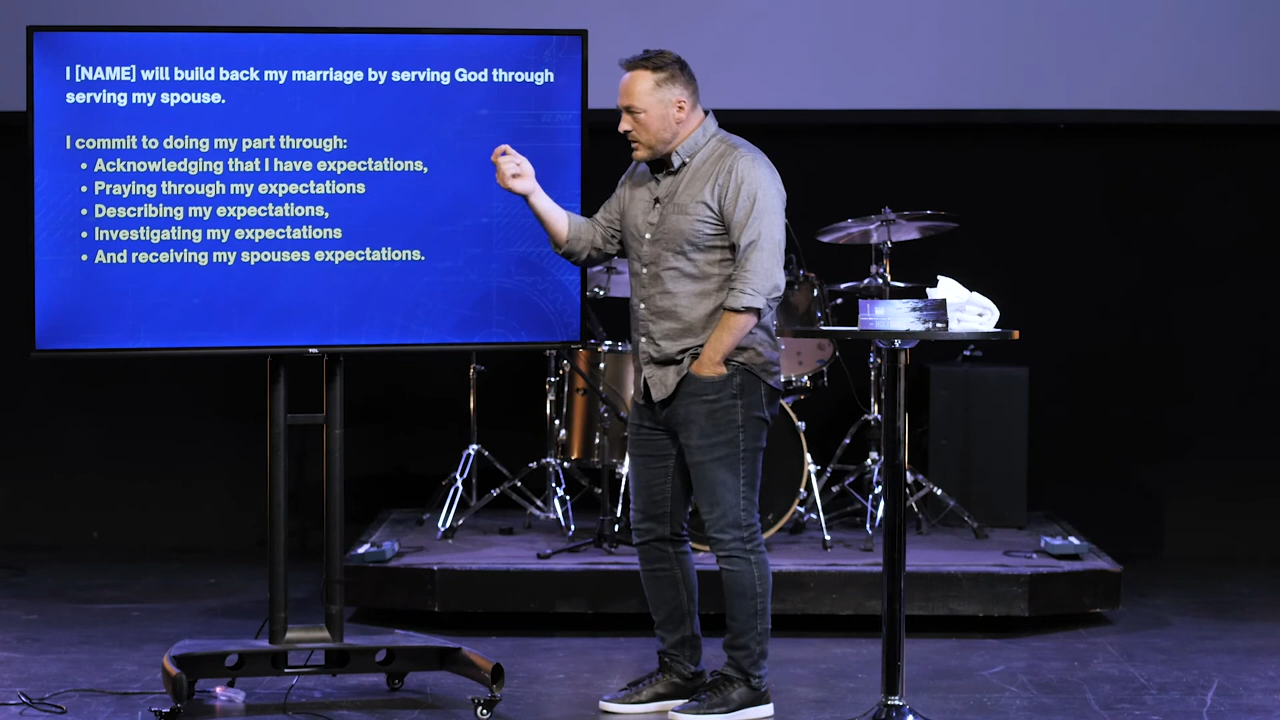 I [NAME] will build back my marriage by serving God through
serving my spouse.
I commit to doing my part through:
• Acknowledging that I have expectations,
• Praying through my expectations
• Describing my expectations,
• Investigating my expectations
• And receiving my spouses expectations.
TCL